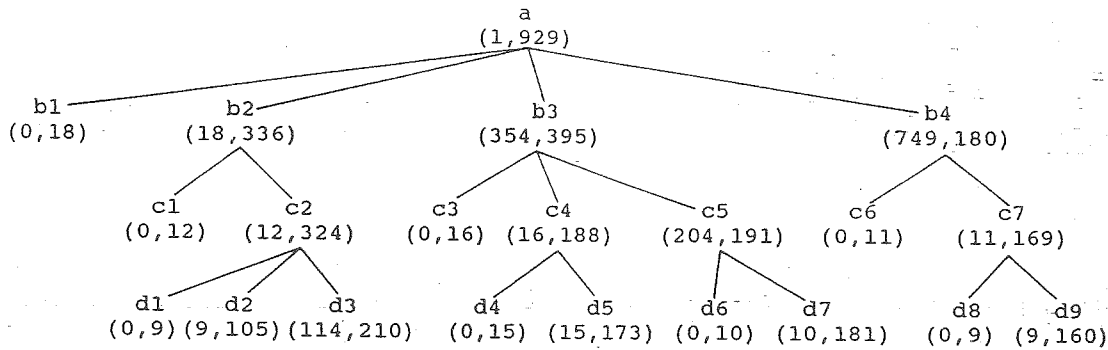 a
(1,929)
b1 b2 b3 b4
(0,18) (18,336) (354,395) (749,180)
c1 c2 c3 c4 c5 c6 c7
(0,12) (12,324) (0,16) (16,188) (204,191) (0,11) (11,169)
d1 d2 d3 d4 d5 d6 d7 d8 d9
(0,9) (9,105) (114,210) (0,15) (15,173) (0,10) (10,181) (0,9) (9,160)